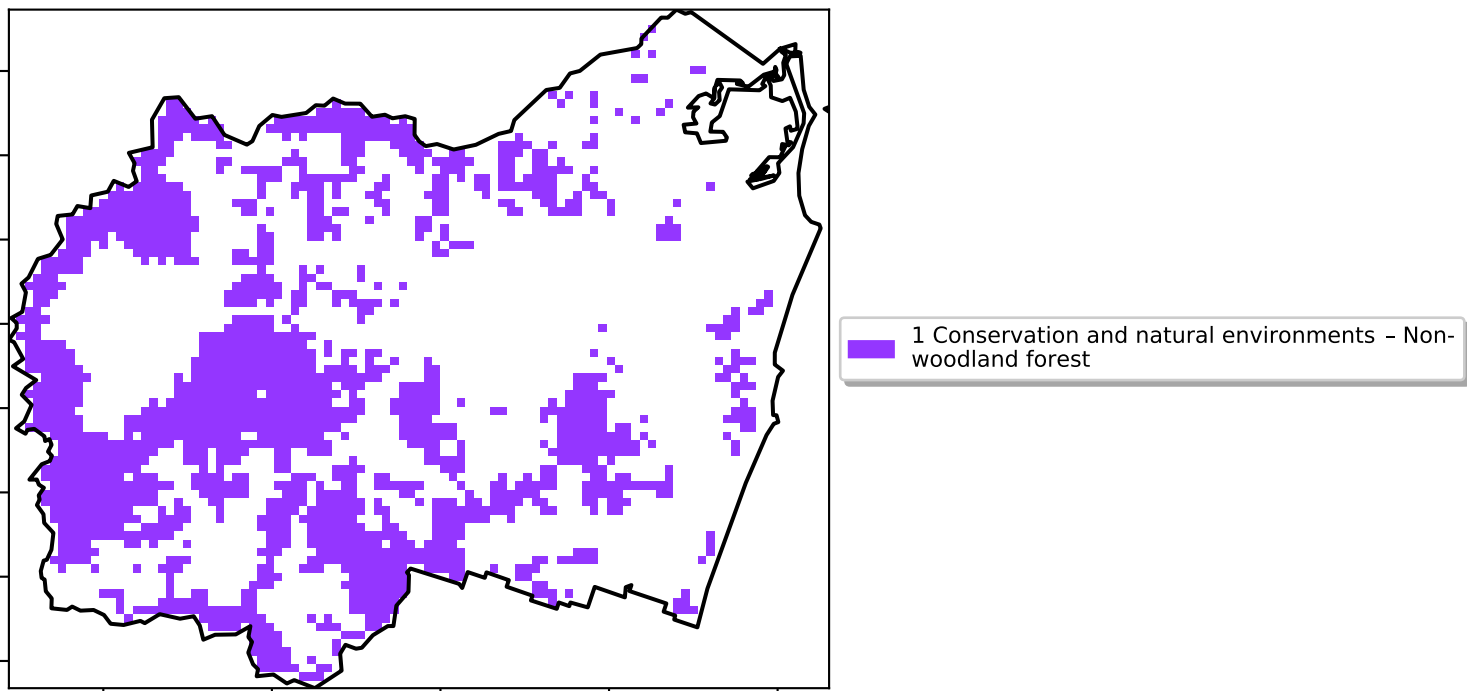 1 Conservation and natural environments – Non-
woodland forest